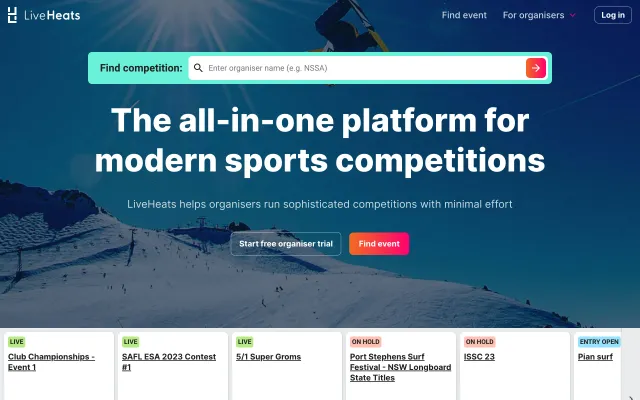 LiveHeats
Find event
For organisers
Log in
Find competition:
Enter organiser name (e.g. NSSA)
The all-in-one platform for
modern sports competitions
LiveHeats helps organisers run sophisticated competitions with minimal effort
Start free organiser trial
Find event
LIVE
Club Championships -
Event 1
LIVE
SAFL ESA 2023 Contest
#1
LIVE
5/1 Super Groms
ON HOLD
Port Stephens Surf
Festival - NSW Longboard
State Titles
ON HOLD
ISSC 23
ENTRY OPEN
Pian surf